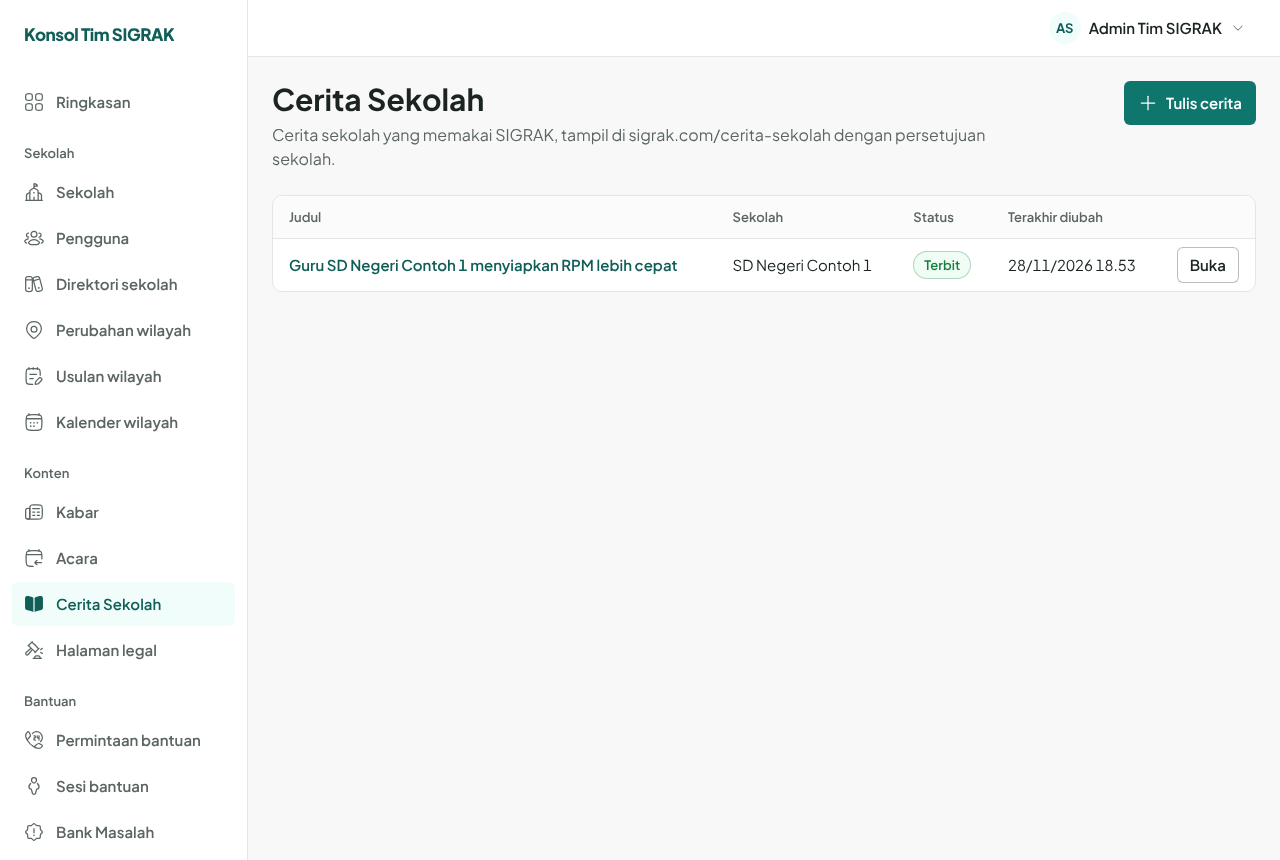 Konsol Tim SIGRAK
AS Admin Tim SIGRAK
Ringkasan
Sekolah
Sekolah
Pengguna
Direktori sekolah
Perubahan wilayah
Usulan wilayah
Kalender wilayah
Konten
Kabar
Acara
Cerita Sekolah
Halaman legal
Bantuan
Permintaan bantuan
Sesi bantuan
Bank Masalah
Cerita Sekolah
Tulis cerita
Cerita sekolah yang memakai SIGRAK, tampil di sigrak.com/cerita-sekolah dengan persetujuan
sekolah.
Judul Sekolah Status Terakhir diubah
Guru SD Negeri Contoh 1 menyiapkan RPM lebih cepat SD Negeri Contoh 1 Terbit 28/11/2026 18.53 Buka